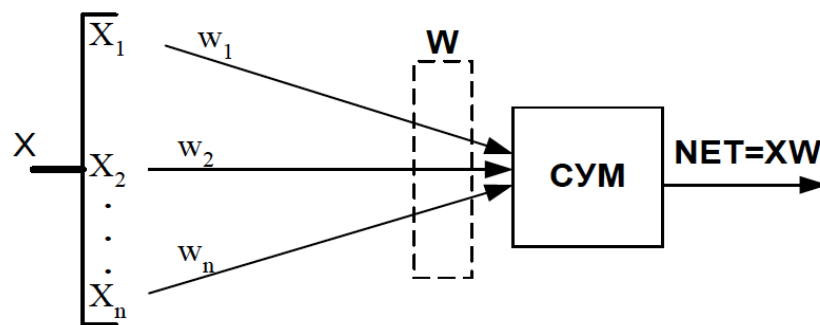 X₁
w₁
W
X
X₂
w₂
СУМ
NET=XW
.
.
.
wₙ
Xₙ